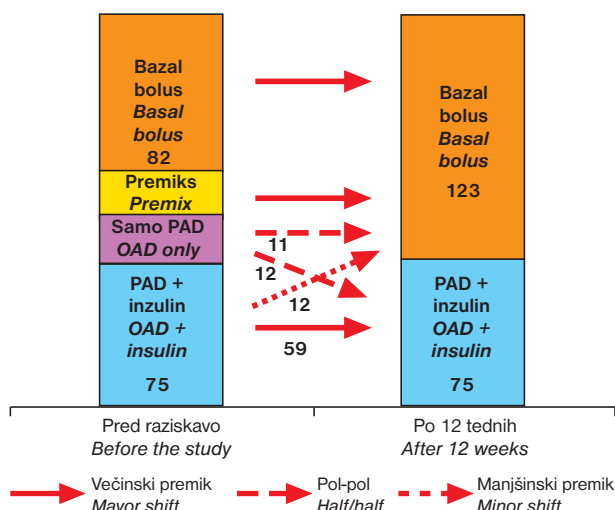 Bazal
bolus
Basal
bolus
82
Premiks
Premix
Samo PAD
OAD only
PAD +
inzulin
OAD +
insulin
75
11
12
12
59
Bazal
bolus
Basal
bolus
123
PAD +
inzulin
OAD +
insulin
75
Pred raziskavo
Before the study
Po 12 tednih
After 12 weeks
Večinski premik
Mayor shift
Pol-pol
Half/half
Manjšinski premik
Minor shift